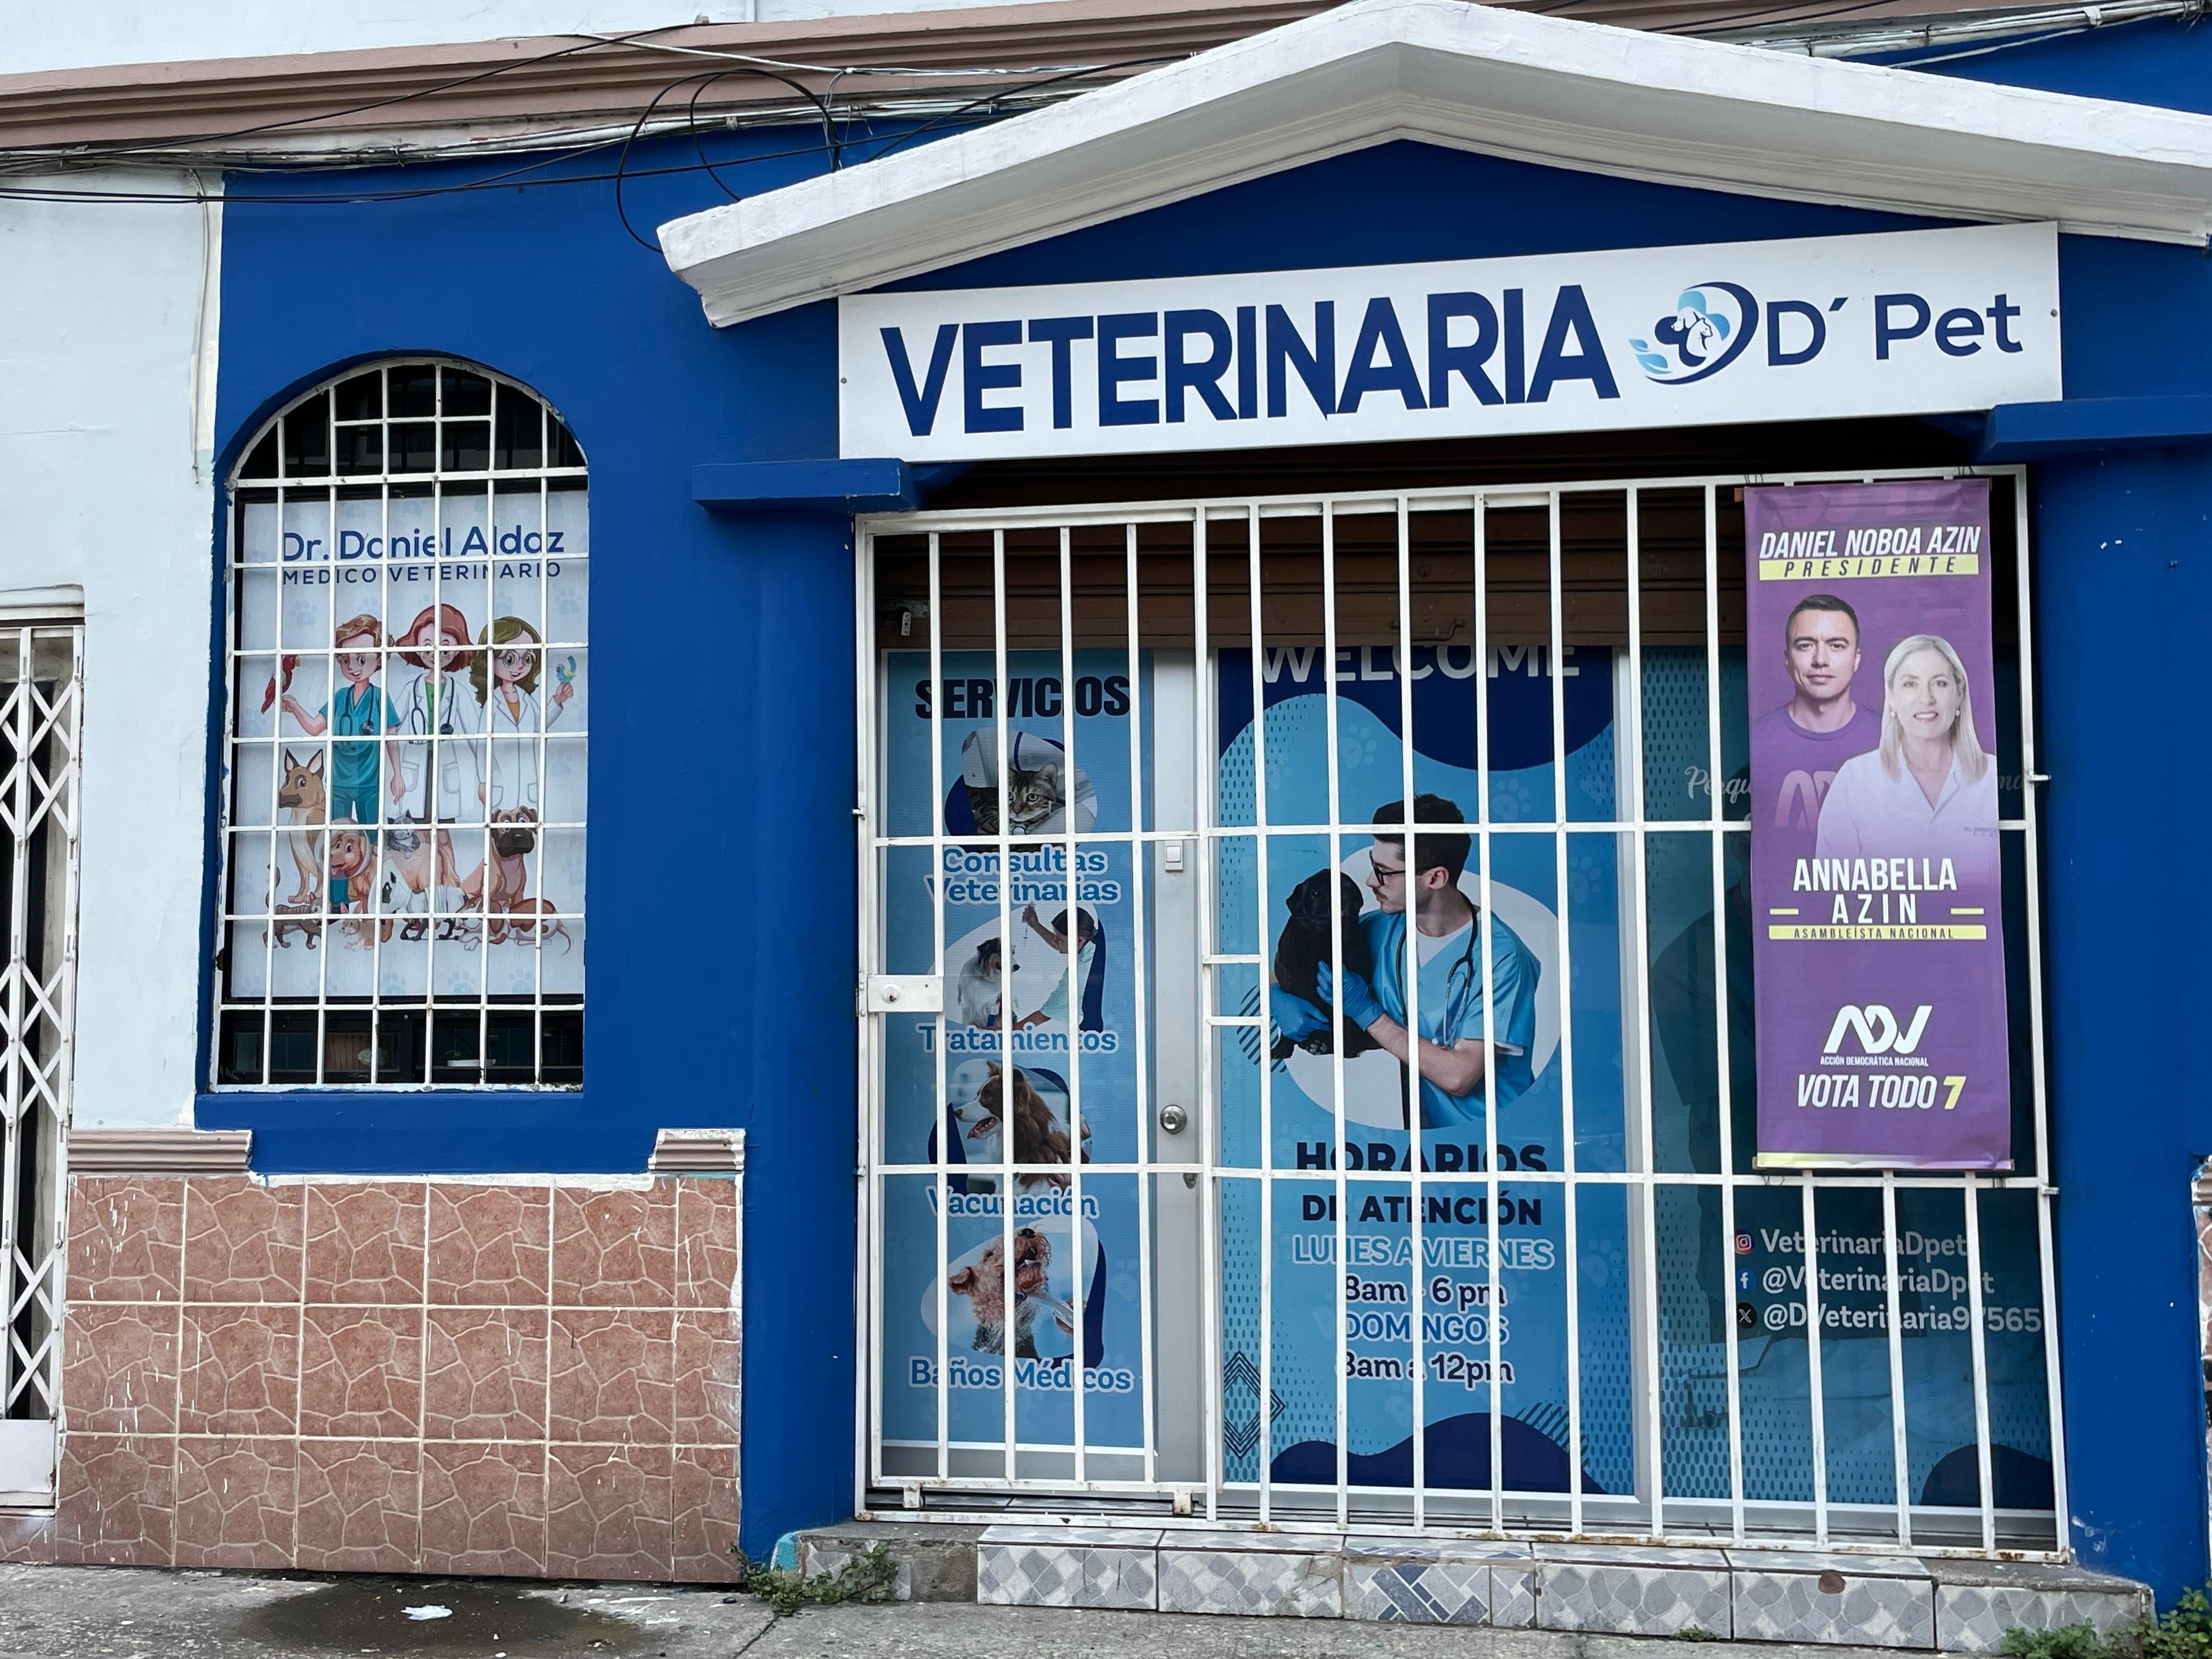 VETERINARIA D´ Pet
Dr. Daniel Aldaz
MEDICO VETERINARIO
SERVICIOS
Consultas
Veterinarias
Tratamientos
Vacunación
Baños Médicos
WELCOME
HORARIOS
DE ATENCIÓN
LUNES A VIERNES
8am - 6 pm
DOMINGOS
8am a 12pm
DANIEL NOBOA AZIN
PRESIDENTE
ANNABELLA
AZIN
ASAMBLEÍSTA NACIONAL
ADN
ACCIÓN DEMOCRÁTICA NACIONAL
VOTA TODO 7
VeterinariaDpet
@VeterinariaDpet